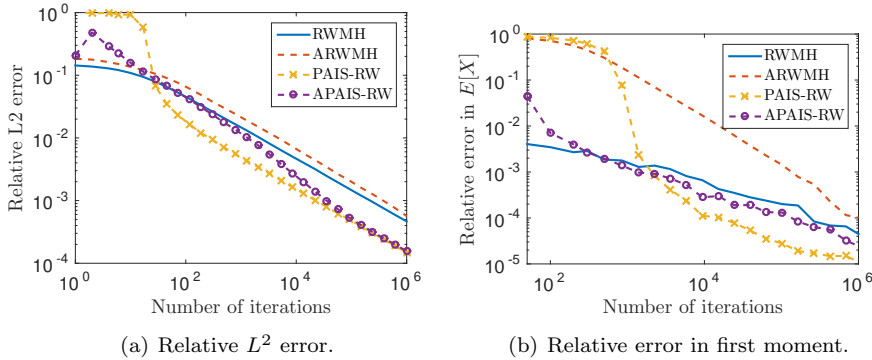 10^0
10^-1
10^-2
10^-3
10^-4
Relative L2 error
10^0
10^2
10^4
10^6
Number of iterations
RWMH
ARWMH
PAIS-RW
APAIS-RW
(a) Relative L^2 error.
10^0
10^-1
10^-2
10^-3
10^-4
10^-5
Relative error in E[X]
10^2
10^4
10^6
Number of iterations
RWMH
ARWMH
PAIS-RW
APAIS-RW
(b) Relative error in first moment.